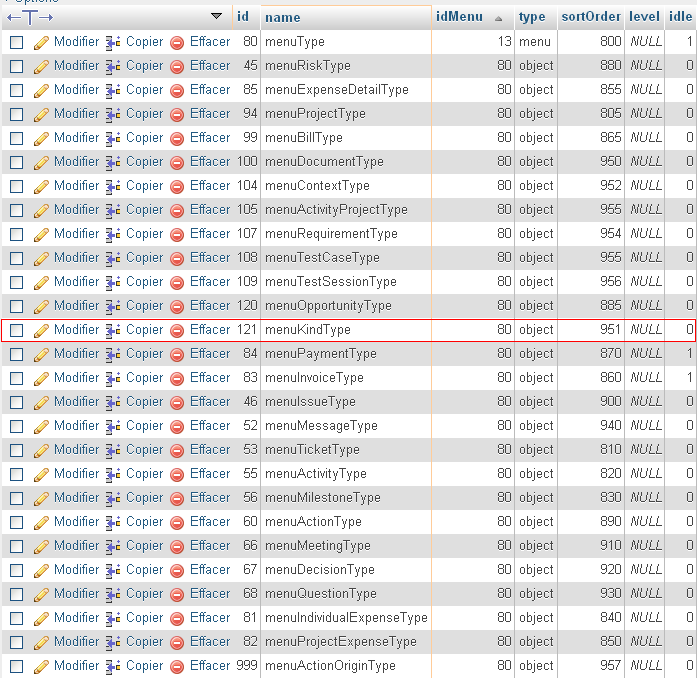 Options
←T→ id name idMenu type sortOrder level idle
Modifier Copier Effacer 80 menuType 13 menu 800 NULL 1
Modifier Copier Effacer 45 menuRiskType 80 object 880 NULL 0
Modifier Copier Effacer 85 menuExpenseDetailType 80 object 855 NULL 0
Modifier Copier Effacer 94 menuProjectType 80 object 805 NULL 0
Modifier Copier Effacer 99 menuBillType 80 object 865 NULL 0
Modifier Copier Effacer 100 menuDocumentType 80 object 950 NULL 0
Modifier Copier Effacer 104 menuContextType 80 object 952 NULL 0
Modifier Copier Effacer 105 menuActivityProjectType 80 object 955 NULL 0
Modifier Copier Effacer 107 menuRequirementType 80 object 954 NULL 0
Modifier Copier Effacer 108 menuTestCaseType 80 object 955 NULL 0
Modifier Copier Effacer 109 menuTestSessionType 80 object 956 NULL 0
Modifier Copier Effacer 120 menuOpportunityType 80 object 885 NULL 0
Modifier Copier Effacer 121 menuKindType 80 object 951 NULL 0
Modifier Copier Effacer 84 menuPaymentType 80 object 870 NULL 1
Modifier Copier Effacer 83 menuInvoiceType 80 object 860 NULL 1
Modifier Copier Effacer 46 menuIssueType 80 object 900 NULL 0
Modifier Copier Effacer 52 menuMessageType 80 object 940 NULL 0
Modifier Copier Effacer 53 menuTicketType 80 object 810 NULL 0
Modifier Copier Effacer 55 menuActivityType 80 object 820 NULL 0
Modifier Copier Effacer 56 menuMilestoneType 80 object 830 NULL 0
Modifier Copier Effacer 60 menuActionType 80 object 890 NULL 0
Modifier Copier Effacer 66 menuMeetingType 80 object 910 NULL 0
Modifier Copier Effacer 67 menuDecisionType 80 object 920 NULL 0
Modifier Copier Effacer 68 menuQuestionType 80 object 930 NULL 0
Modifier Copier Effacer 81 menuIndividualExpenseType 80 object 840 NULL 0
Modifier Copier Effacer 82 menuProjectExpenseType 80 object 850 NULL 0
Modifier Copier Effacer 999 menuActionOriginType 80 object 957 NULL 0